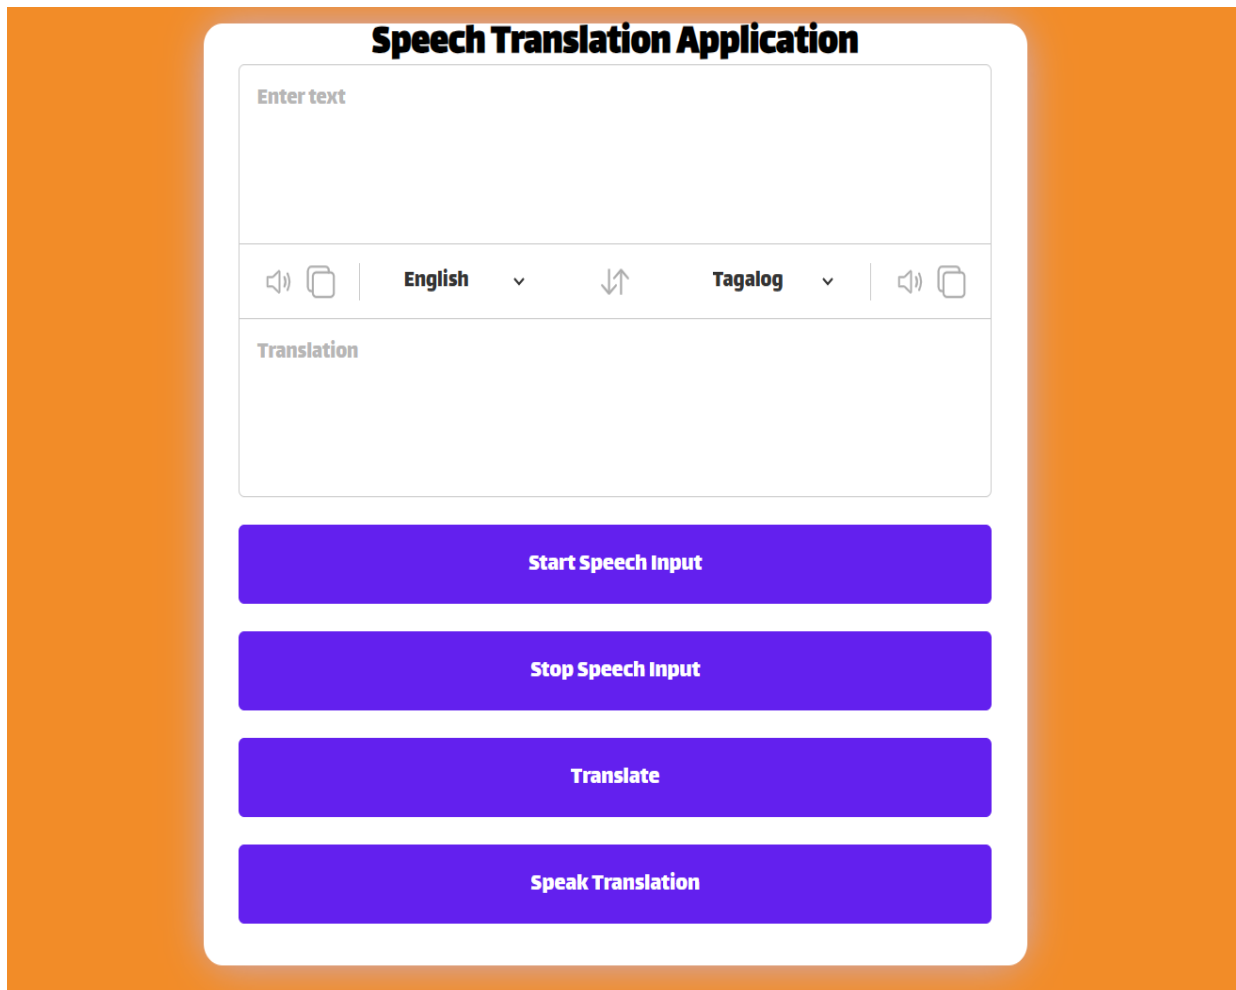 Speech Translation Application
Enter text
English Tagalog
Translation
Start Speech Input
Stop Speech Input
Translate
Speak Translation